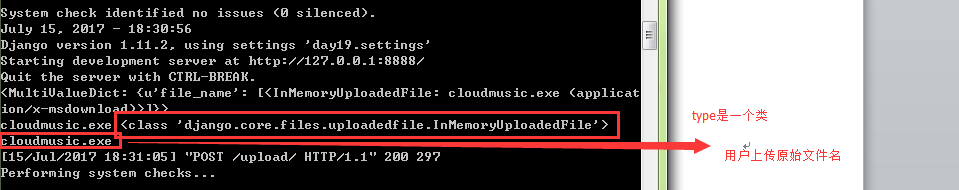 System check identified no issues (0 silenced).
July 15, 2017 - 18:30:56
Django version 1.11.2, using settings 'day19.settings'
Starting development server at http://127.0.0.1:8888/
Quit the server with CTRL-BREAK.
<MultiValueDict: {u'file_name': [<InMemoryUploadedFile: cloudmusic.exe (applicat
ion/x-msdownload)>]}>
cloudmusic.exe <class 'django.core.files.uploadedfile.InMemoryUploadedFile'>
type是一个类
cloudmusic.exe
用户上传原始文件名
[15/Jul/2017 18:31:05] "POST /upload/ HTTP/1.1" 200 297
Performing system checks...